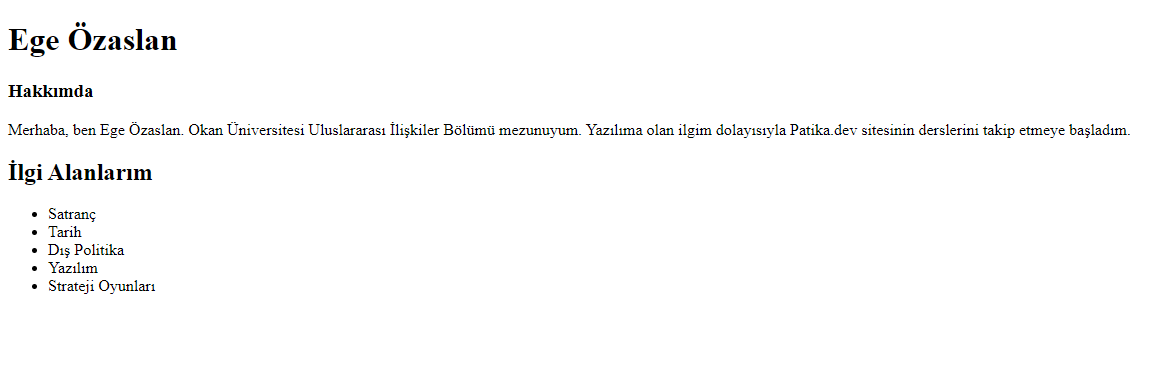 Ege Özaslan
Hakkımda
Merhaba, ben Ege Özaslan. Okan Üniversitesi Uluslararası İlişkiler Bölümü mezunuyum. Yazılıma olan ilgim dolayısıyla Patika.dev sitesinin derslerini takip etmeye başladım.
İlgi Alanlarım
• Satranç
• Tarih
• Dış Politika
• Yazılım
• Strateji Oyunları